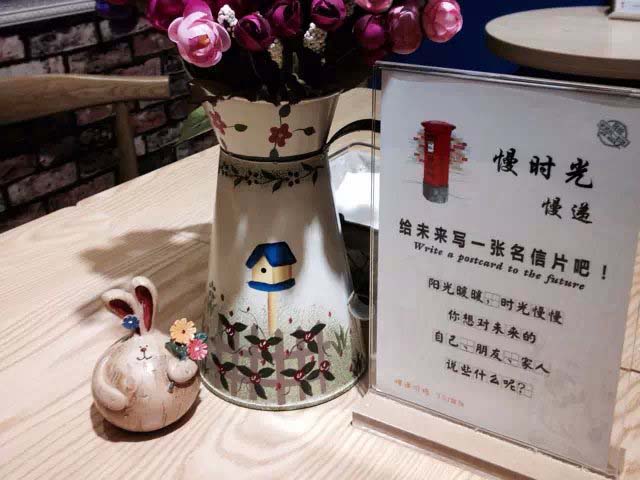 慢时光
慢递
给未来写一张名信片吧！
Write a postcard to the future
阳光暖暖，时光慢慢
你想对未来的
自己、朋友、家人
说些什么呢？